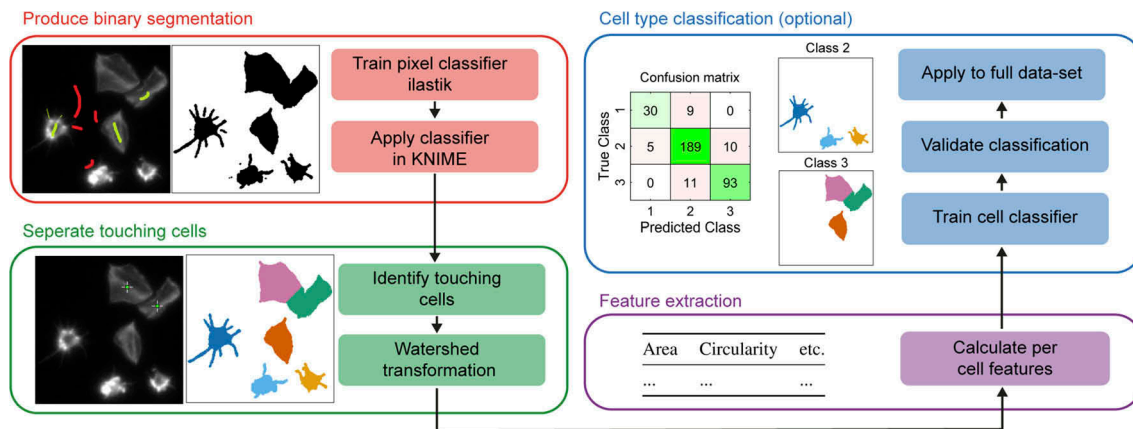 Produce binary segmentation
Train pixel classifier
ilastik
Apply classifier
in KNIME
Seperate touching cells
Identify touching
cells
Watershed
transformation
Cell type classification (optional)
Confusion matrix
True Class
1
30 9 0
2
5 189 10
3
0 11 93
1 2 3
Predicted Class
Class 2
Class 3
Apply to full data-set
Validate classification
Train cell classifier
Feature extraction
Area Circularity etc.
... ... ...
Calculate per
cell features